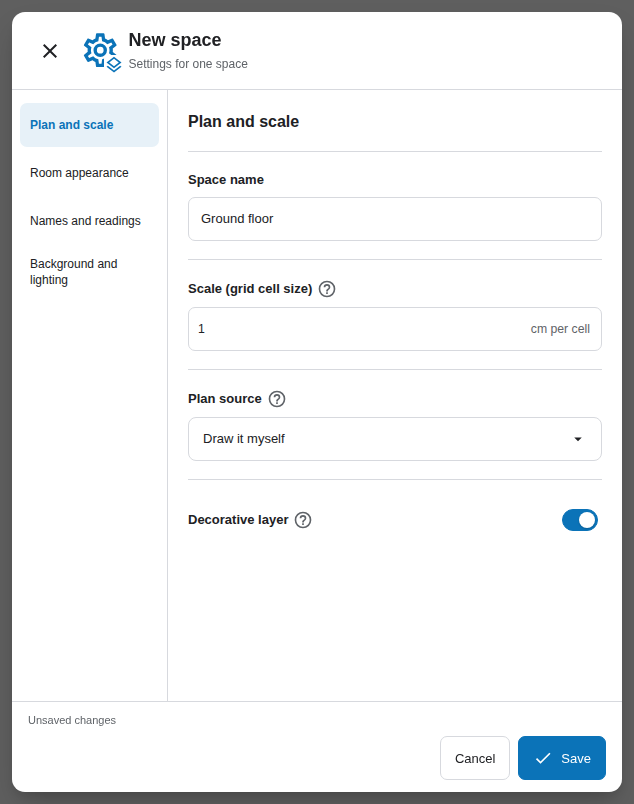 New space
Settings for one space
Plan and scale
Room appearance
Names and readings
Background and
lighting
Plan and scale
Space name
Ground floor
Scale (grid cell size)
1 cm per cell
Plan source
Draw it myself
Decorative layer
Unsaved changes
Cancel
Save